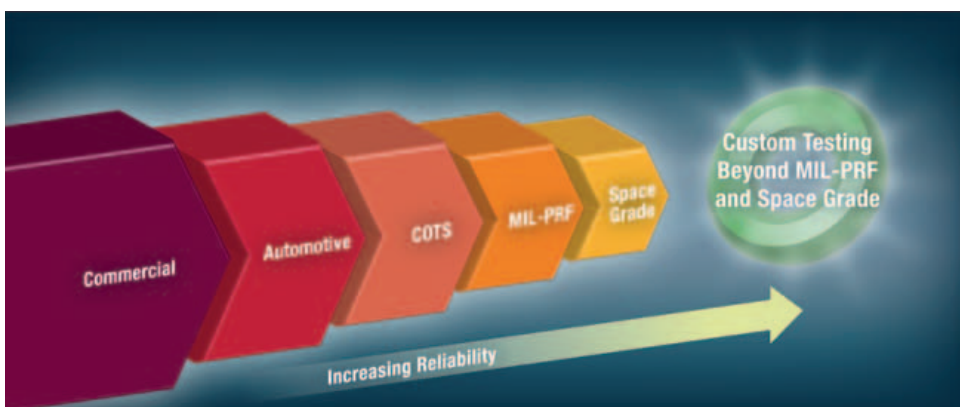 Commercial
Automotive
COTS
MIL-PRF
Space
Grade
Custom Testing
Beyond MIL-PRF
and Space Grade
Increasing Reliability